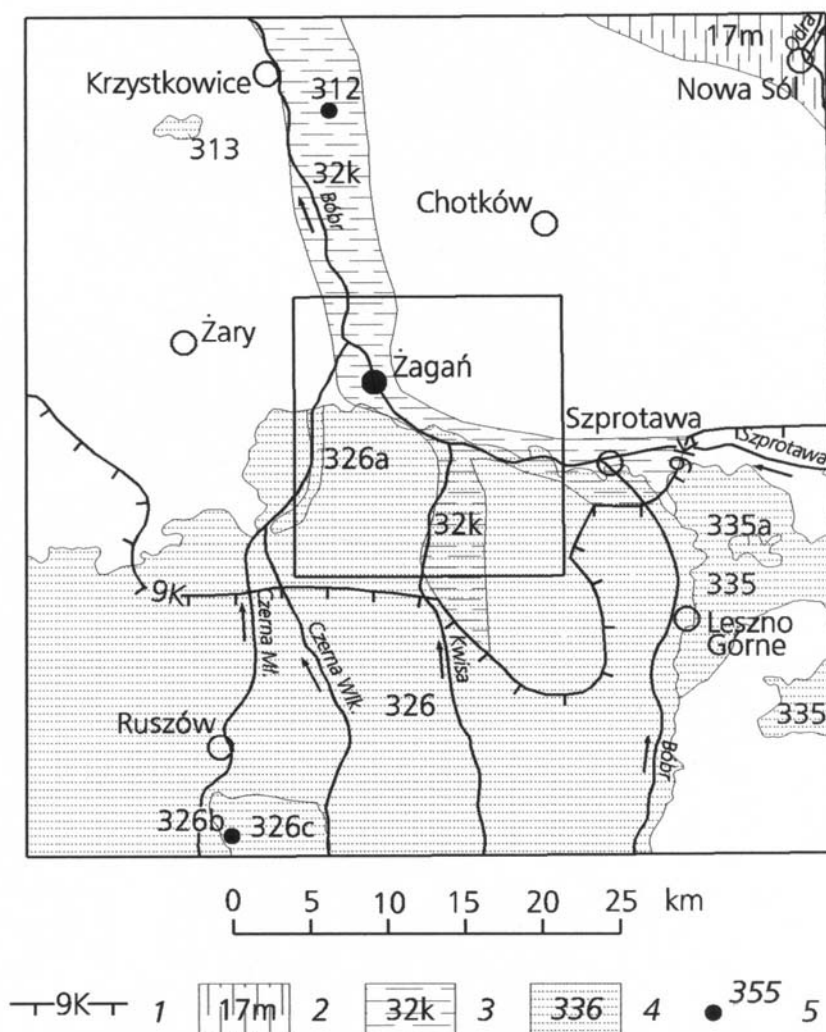 17m
Odra
Krzystkowice
312
Nowa Sól
313
32k
Bóbr
Chotków
Żary
Żagań
Szprotawa
Szprotawa
9K
326a
32k
335a
335
9K
Czerna Mł.
Czerna Wlk.
Kwisa
Leszno
Górne
326
335
Ruszów
Bóbr
326b
326c
0 5 10 15 20 25 km
9K 1 17m 2 32k 3 336 4 355 5